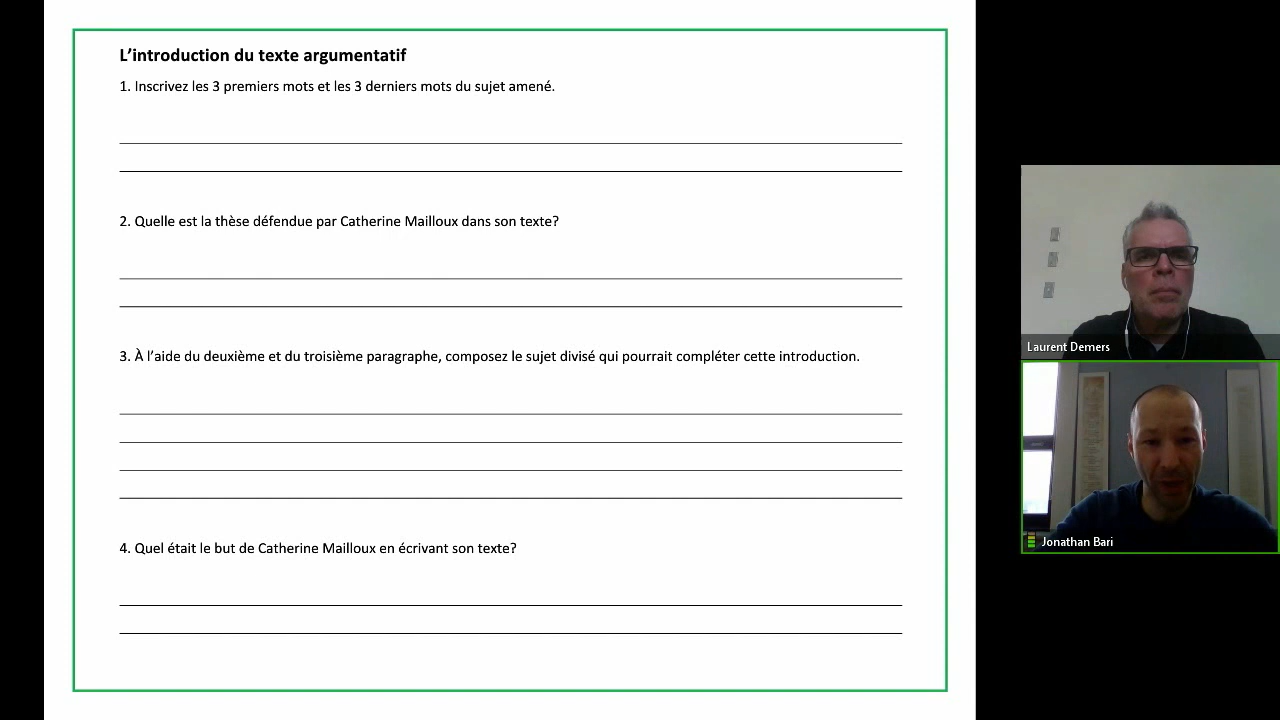 L’introduction du texte argumentatif
1. Inscrivez les 3 premiers mots et les 3 derniers mots du sujet amené.
2. Quelle est la thèse défendue par Catherine Mailloux dans son texte?
3. À l’aide du deuxième et du troisième paragraphe, composez le sujet divisé qui pourrait compléter cette introduction.
4. Quel était le but de Catherine Mailloux en écrivant son texte?
Laurent Demers
Jonathan Bari